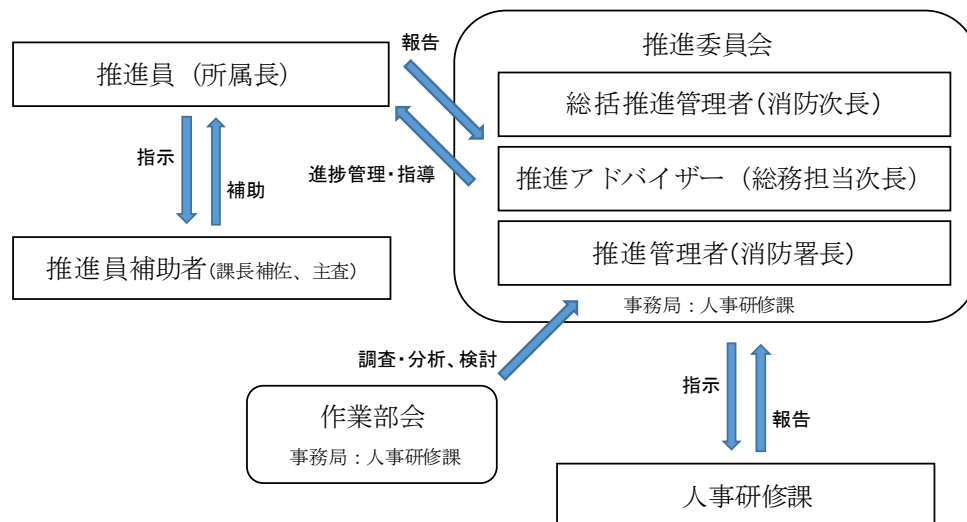 報告
推進委員会
推進員（所属長）
総括推進管理者(消防次長）
指示
補助
進捗管理・指導
推進アドバイザー（総務担当次長）
推進員補助者(課長補佐、主査）
推進管理者(消防署長）
事務局：人事研修課
調査・分析、検討
作業部会
事務局：人事研修課
指示
報告
人事研修課